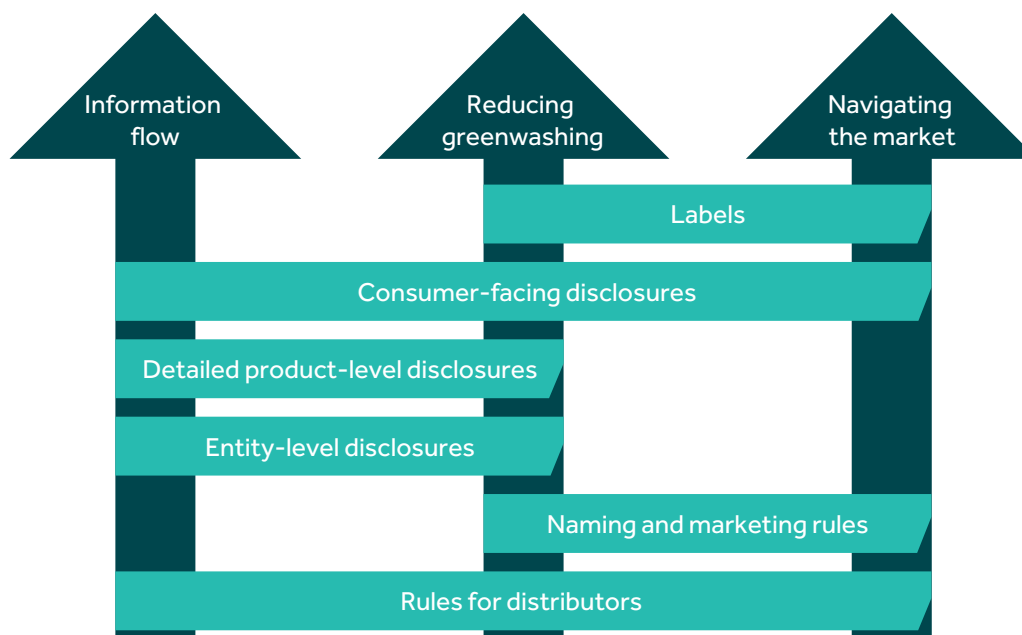 Information
flow
Reducing
greenwashing
Navigating
the market
Labels
Consumer-facing disclosures
Detailed product-level disclosures
Entity-level disclosures
Naming and marketing rules
Rules for distributors